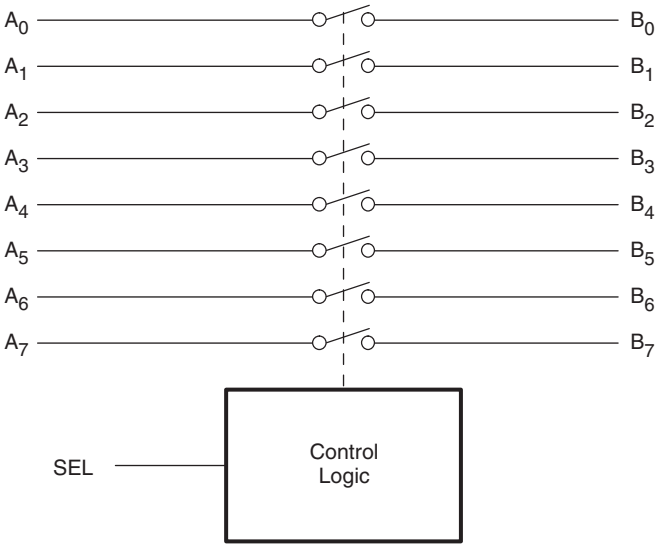 A0 B0
A1 B1
A2 B2
A3 B3
A4 B4
A5 B5
A6 B6
A7 B7
SEL
Control
Logic